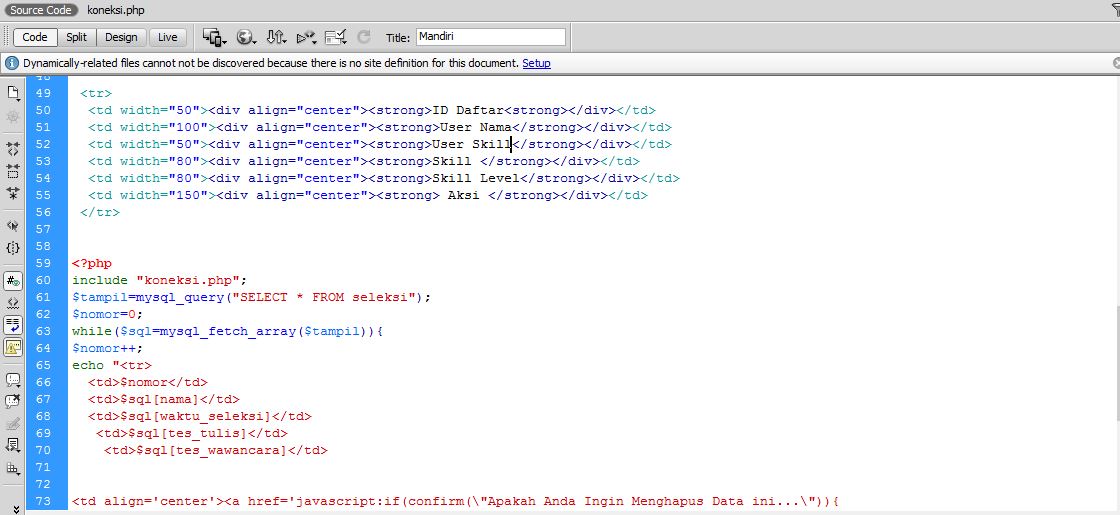 Source Code koneksi.php
Code Split Design Live Title: Mandiri
Dynamically-related files cannot not be discovered because there is no site definition for this document. Setup
49 <tr>
50 <td width="50"><div align="center"><strong>ID Daftar<strong></div></td>
51 <td width="100"><div align="center"><strong>User Nama</strong></div></td>
52 <td width="50"><div align="center"><strong>User Skill</strong></div></td>
53 <td width="80"><div align="center"><strong>Skill </strong></div></td>
54 <td width="80"><div align="center"><strong>Skill Level</strong></div></td>
55 <td width="150"><div align="center"><strong> Aksi </strong></div></td>
56 </tr>
57
58
59 <?php
60 include "koneksi.php";
61 $tampil=mysql_query("SELECT * FROM seleksi");
62 $nomor=0;
63 while($sql=mysql_fetch_array($tampil)){
64 $nomor++;
65 echo "<tr>
66 <td>$nomor</td>
67 <td>$sql[nama]</td>
68 <td>$sql[waktu_seleksi]</td>
69 <td>$sql[tes_tulis]</td>
70 <td>$sql[tes_wawancara]</td>
71
72
73 <td align='center'><a href='javascript:if(confirm(\"Apakah Anda Ingin Menghapus Data ini...\")){